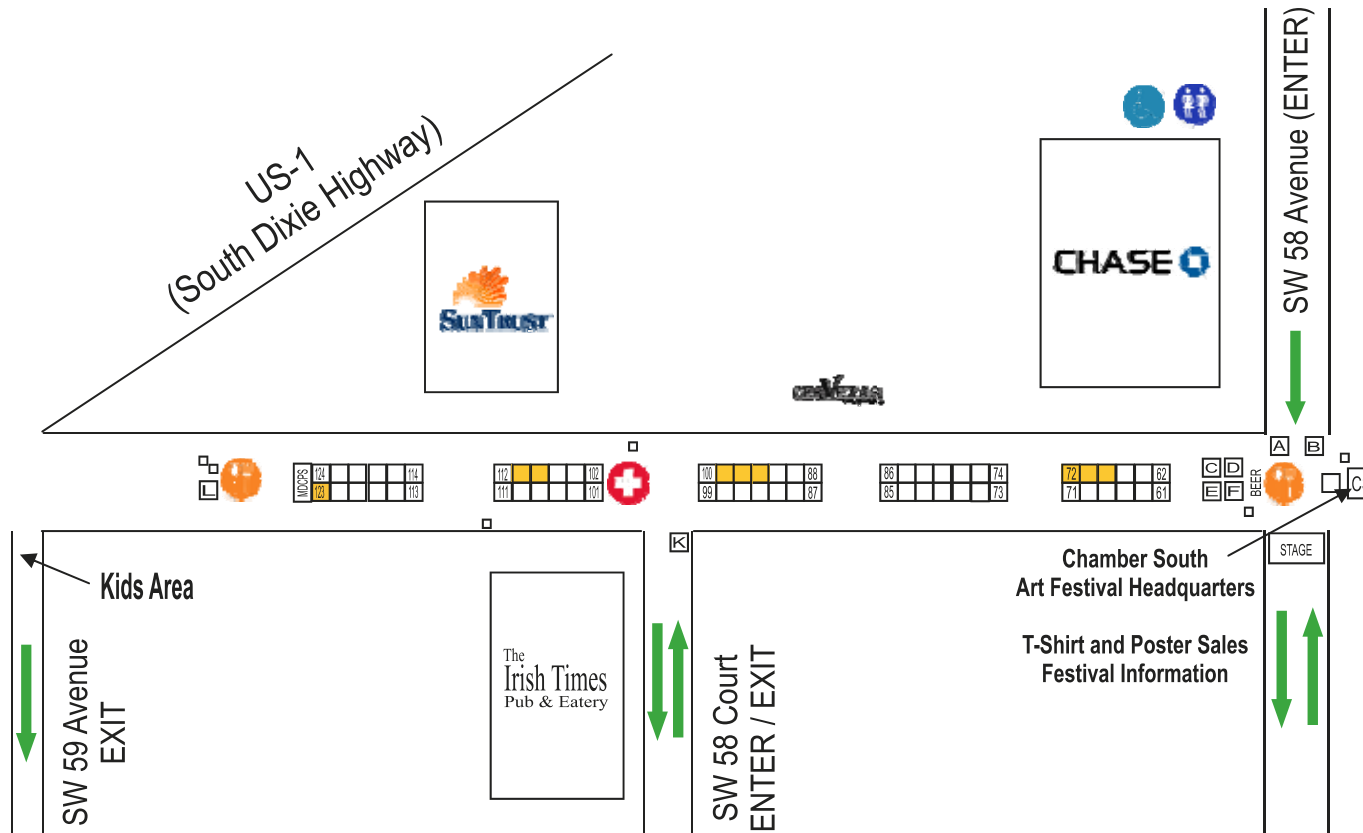 SW 58 Avenue (ENTER)
US-1
(South Dixie Highway)
SUNTRUST
CHASE
A
B
C
D
E
F
BEER
L
MDCPS
124
114
123
113
112
102
111
101
100
88
99
87
86
74
85
73
72
62
71
61
K
STAGE
Kids Area
Chamber South
Art Festival Headquarters
T-Shirt and Poster Sales
Festival Information
The
Irish Times
Pub & Eatery
SW 59 Avenue
EXIT
SW 58 Court
ENTER / EXIT